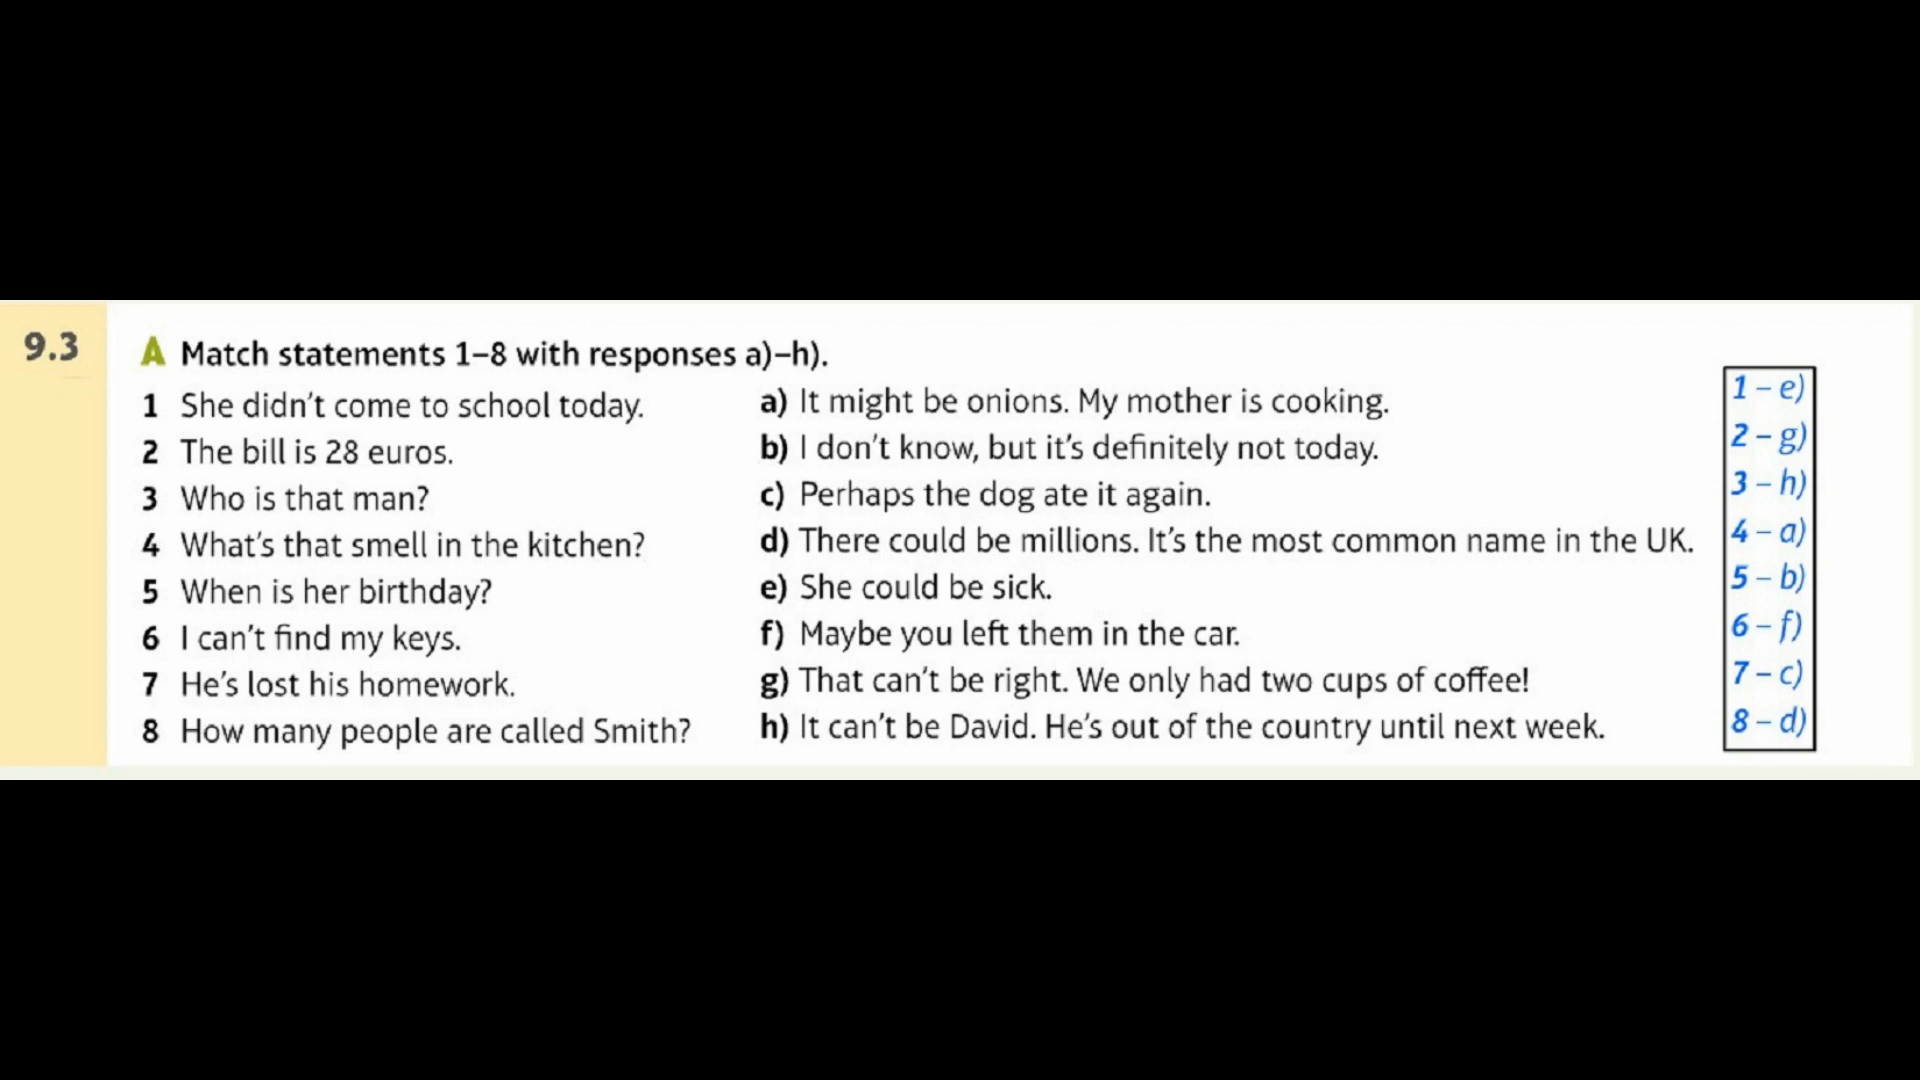 9.3
A Match statements 1–8 with responses a)–h).
1 She didn't come to school today.
2 The bill is 28 euros.
3 Who is that man?
4 What's that smell in the kitchen?
5 When is her birthday?
6 I can't find my keys.
7 He's lost his homework.
8 How many people are called Smith?
a) It might be onions. My mother is cooking.
b) I don't know, but it's definitely not today.
c) Perhaps the dog ate it again.
d) There could be millions. It's the most common name in the UK.
e) She could be sick.
f) Maybe you left them in the car.
g) That can't be right. We only had two cups of coffee!
h) It can't be David. He's out of the country until next week.
1 – e)
2 – g)
3 – h)
4 – a)
5 – b)
6 – f)
7 – c)
8 – d)